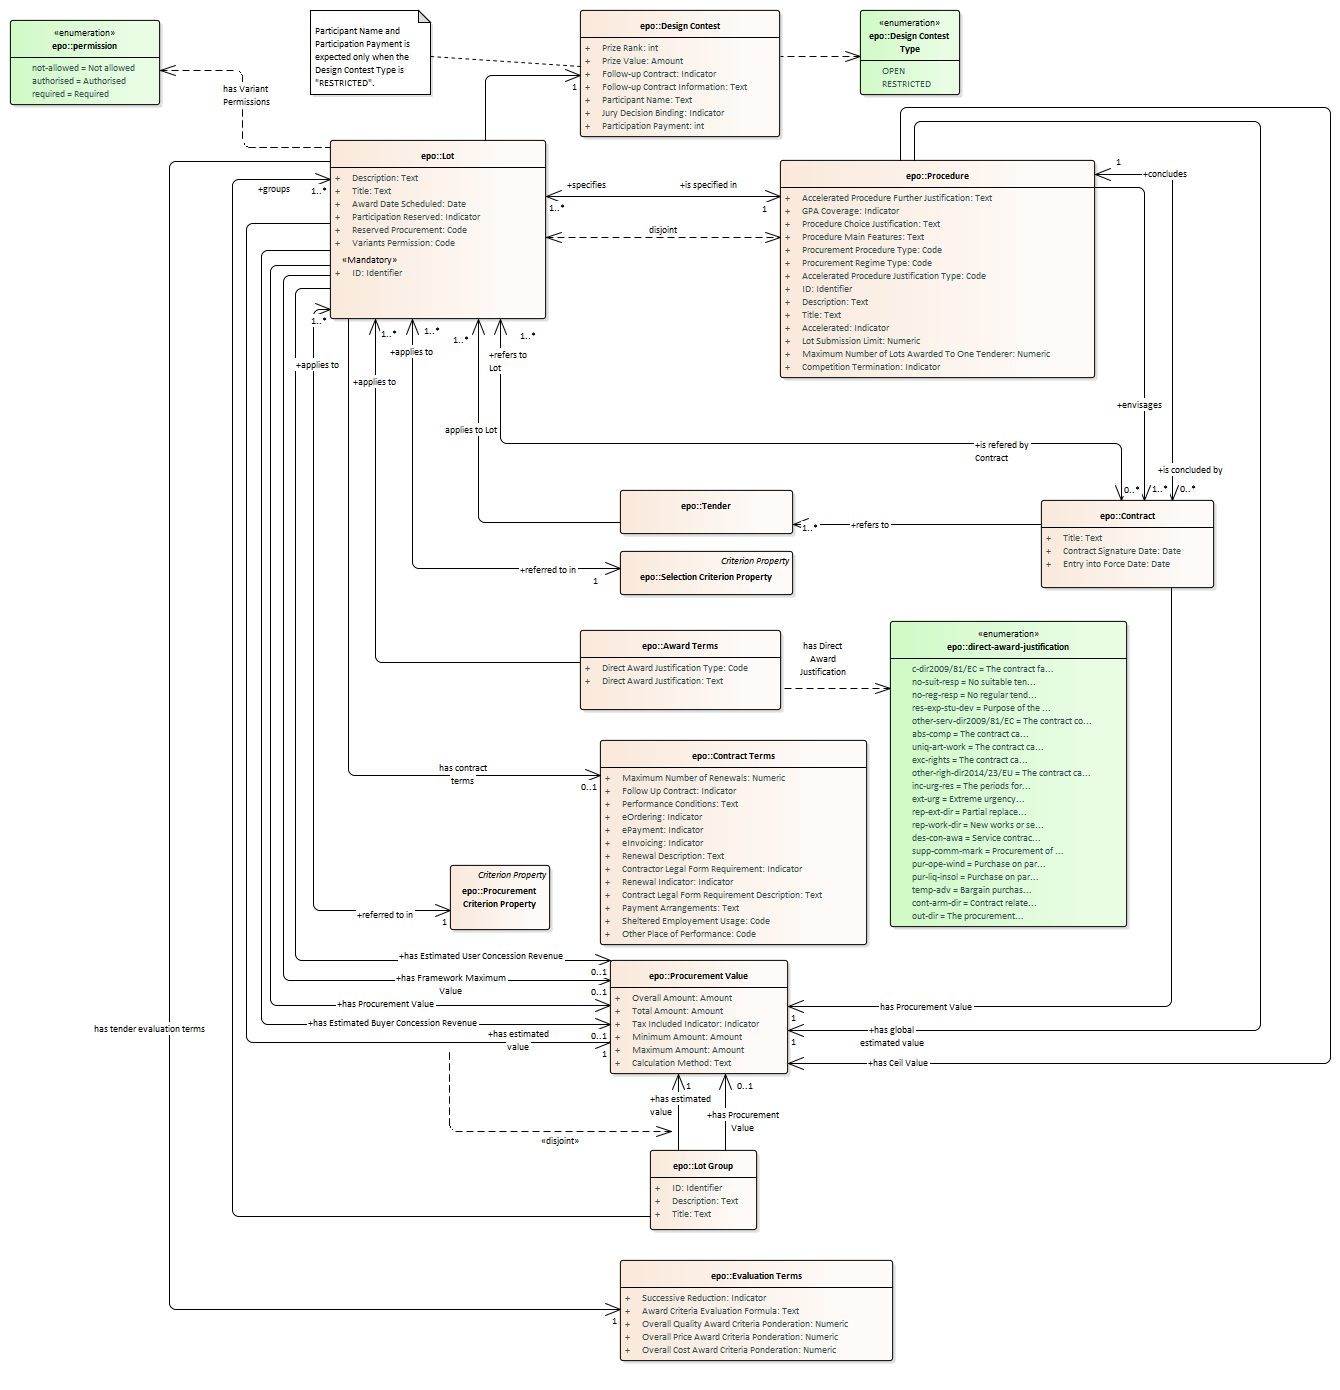 «enumeration»
epo::permission
not-allowed = Not allowed
authorised = Authorised
required = Required
Participant Name and
Participation Payment is
expected only when the
Design Contest Type is
"RESTRICTED".
epo::Design Contest
+ Prize Rank: int
+ Prize Value: Amount
+ Follow-up Contract: Indicator
+ Follow-up Contract Information: Text
+ Participant Name: Text
+ Jury Decision Binding: Indicator
+ Participation Payment: int
«enumeration»
epo::Design Contest
Type
OPEN
RESTRICTED
has Variant
Permissions
1
epo::Lot
+ Description: Text
+ Title: Text
+ Award Date Scheduled: Date
+ Participation Reserved: Indicator
+ Reserved Procurement: Code
+ Variants Permission: Code
«Mandatory»
+ ID: Identifier
+groups
1..*
+specifies
+is specified in
1..*
1
disjoint
epo::Procedure
+ Accelerated Procedure Further Justification: Text
+ GPA Coverage: Indicator
+ Procedure Choice Justification: Text
+ Procedure Main Features: Text
+ Procurement Procedure Type: Code
+ Procurement Regime Type: Code
+ Accelerated Procedure Justification Type: Code
+ ID: Identifier
+ Description: Text
+ Title: Text
+ Accelerated: Indicator
+ Lot Submission Limit: Numeric
+ Maximum Number of Lots Awarded To One Tenderer: Numeric
+ Competition Termination: Indicator
1
+concludes
1..*
1..*
1..*
1..*
1..*
+applies to
+applies to
+applies to
+refers to
Lot
applies to Lot
+envisages
+is refered by
Contract
+is concluded by
0..*
1..*
0..*
epo::Tender
1..*
+refers to
epo::Contract
+ Title: Text
+ Contract Signature Date: Date
+ Entry into Force Date: Date
Criterion Property
epo::Selection Criterion Property
+referred to in
1
epo::Award Terms
+ Direct Award Justification Type: Code
+ Direct Award Justification: Text
has Direct
Award
Justification
«enumeration»
epo::direct-award-justification
c-dir2009/81/EC = The contract fa...
no-suit-resp = No suitable ten...
no-reg-resp = No regular tend...
res-exp-stu-dev = Purpose of the ...
other-serv-dir2009/81/EC = The contract co...
abs-comp = The contract ca...
uniq-art-work = The contract ca...
exc-rights = The contract ca...
other-righ-dir2014/23/EU = The contract ca...
inc-urg-res = The periods for...
ext-urg = Extreme urgency...
rep-ext-dir = Partial replace...
rep-work-dir = New works or se...
des-con-awa = Service contrac...
supp-comm-mark = Procurement of ...
pur-ope-wind = Purchase on par...
pur-liq-insol = Purchase on par...
temp-adv = Bargain purchas...
cont-arm-dir = Contract relate...
out-dir = The procurement...
has contract
terms
0..1
epo::Contract Terms
+ Maximum Number of Renewals: Numeric
+ Follow Up Contract: Indicator
+ Performance Conditions: Text
+ eOrdering: Indicator
+ ePayment: Indicator
+ eInvoicing: Indicator
+ Renewal Description: Text
+ Contractor Legal Form Requirement: Indicator
+ Renewal Indicator: Indicator
+ Contract Legal Form Requirement Description: Text
+ Payment Arrangements: Text
+ Sheltered Employement Usage: Code
+ Other Place of Performance: Code
Criterion Property
epo::Procurement
Criterion Property
+referred to in
1
+has Estimated User Concession Revenue
0..1
+has Framework Maximum
Value
0..1
+has Procurement Value
+has Estimated Buyer Concession Revenue
0..1
+has estimated
value
1
epo::Procurement Value
+ Overall Amount: Amount
+ Total Amount: Amount
+ Tax Included Indicator: Indicator
+ Minimum Amount: Amount
+ Maximum Amount: Amount
+ Calculation Method: Text
has Procurement Value
1
+has global
estimated value
1
+has Ceil Value
has tender evaluation terms
1
0..1
+has estimated
value
+has Procurement
Value
«disjoint»
epo::Lot Group
+ ID: Identifier
+ Description: Text
+ Title: Text
epo::Evaluation Terms
+ Successive Reduction: Indicator
+ Award Criteria Evaluation Formula: Text
+ Overall Quality Award Criteria Ponderation: Numeric
+ Overall Price Award Criteria Ponderation: Numeric
+ Overall Cost Award Criteria Ponderation: Numeric
1